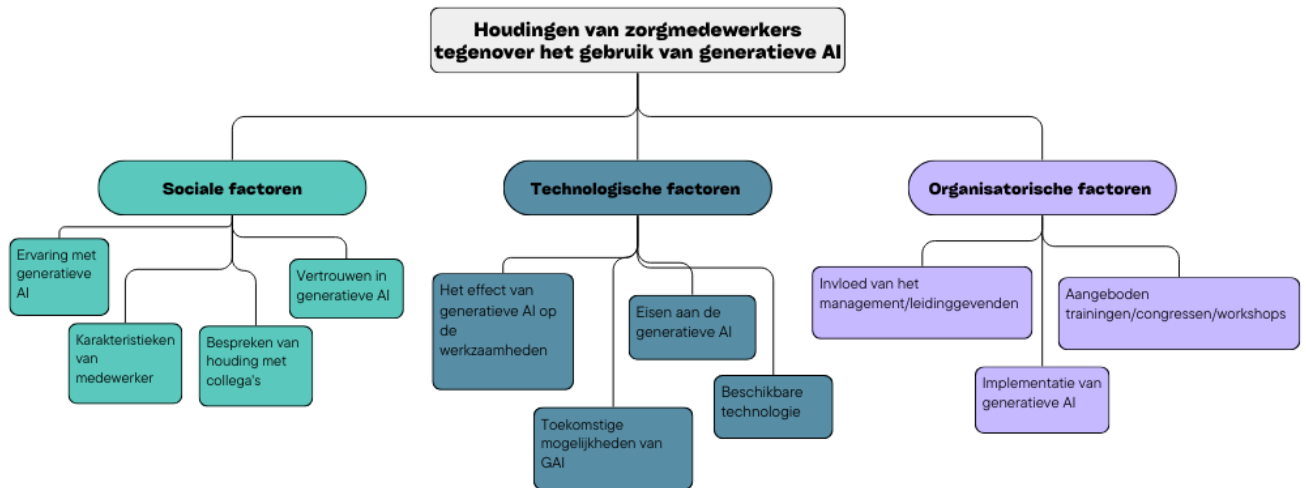 Houdingen van zorgmedewerkers
tegenover het gebruik van generatieve AI
Sociale factoren
Technologische factoren
Organisatorische factoren
Ervaring met
generatieve
AI
Karakteristieken
van
medewerker
Bespreken van
houding met
collega's
Vertrouwen in
generatieve AI
Het effect van
generatieve AI op
de
werkzaamheden
Toekomstige
mogelijkheden van
GAI
Eisen aan de
generatieve AI
Beschikbare
technologie
Invloed van het
management/leidinggevenden
Implementatie van
generatieve AI
Aangeboden
trainingen/congressen/workshops